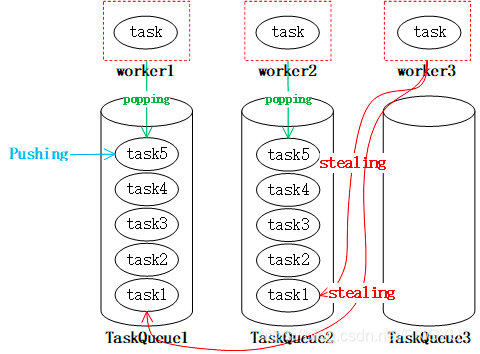 task task task
worker1 worker2 worker3
popping popping
Pushing task5 task5 stealing
task4 task4
task3 task3
task2 task2
task1 task1 stealing
TaskQueue1 TaskQueue2 TaskQueue3